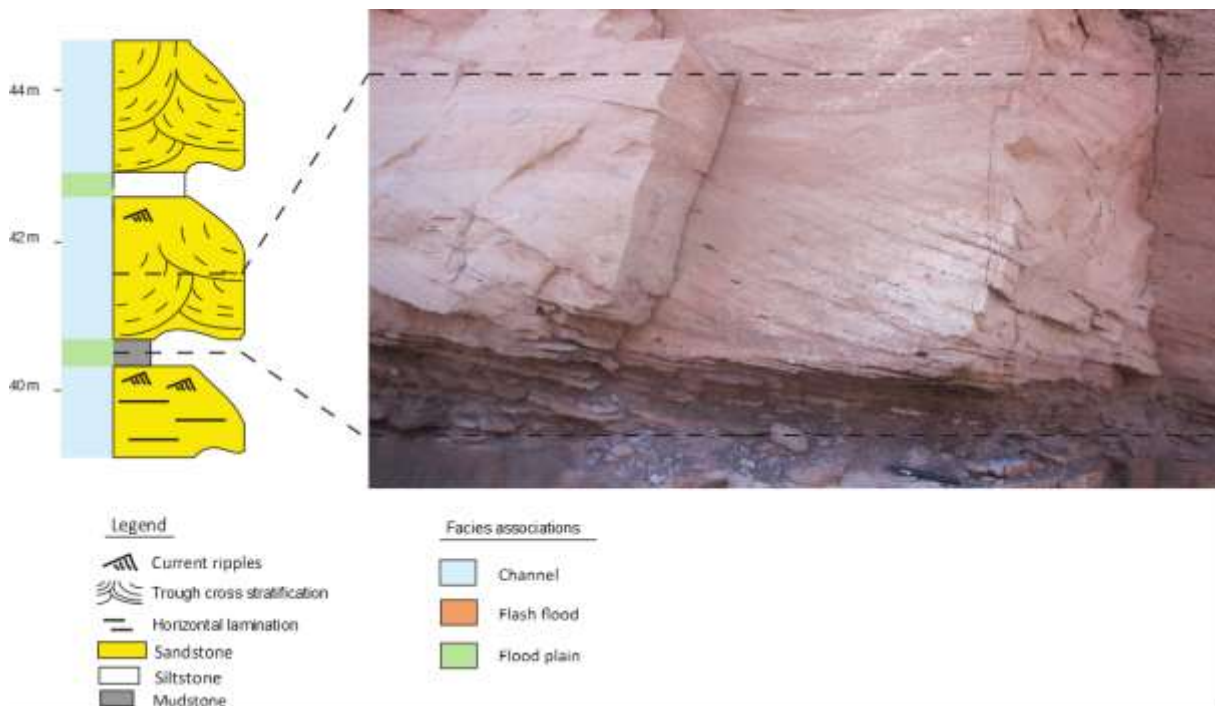 44 m
42 m
40 m
Legend
Current ripples
Trough cross stratification
Horizontal lamination
Sandstone
Siltstone
Mudstone
Facies associations
Channel
Flash flood
Flood plain